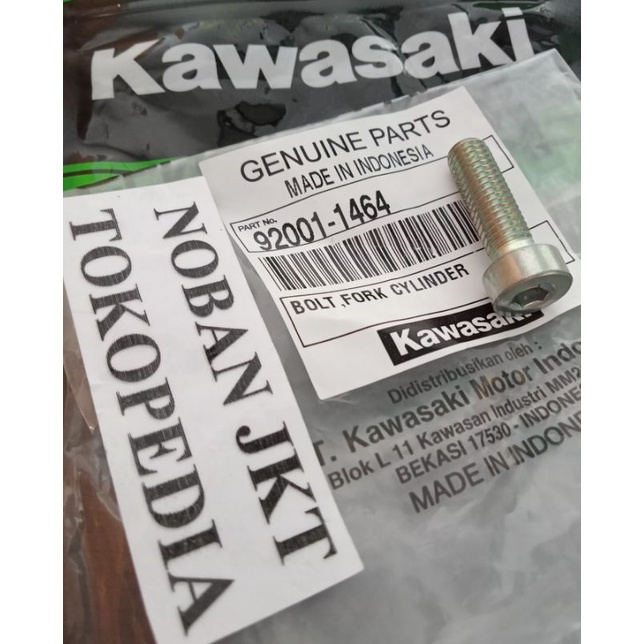 Kawasaki
GENUINE PARTS
MADE IN INDONESIA
PART No.
92001-1464
BOLT,FORK CYLINDER
Kawasaki
Didistribusikan oleh :
T. Kawasaki Motor Indo
Blok L 11 Kawasan Industri MM2
BEKASI 17530 - INDONE
MADE IN INDON
NOBAN JKT
TOKOPEDIA